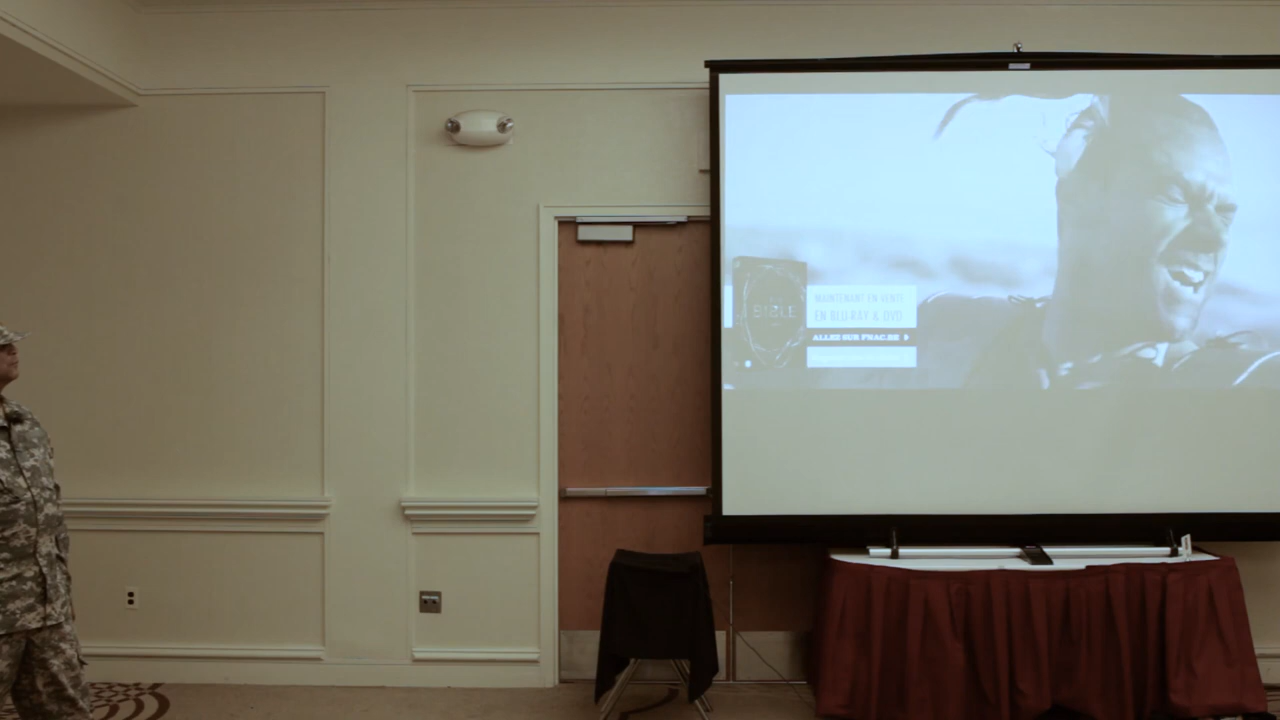 BIBLE
MAINTENANT EN VENTE
EN BLU-RAY & DVD
ALLEZ SUR FNAC.BE